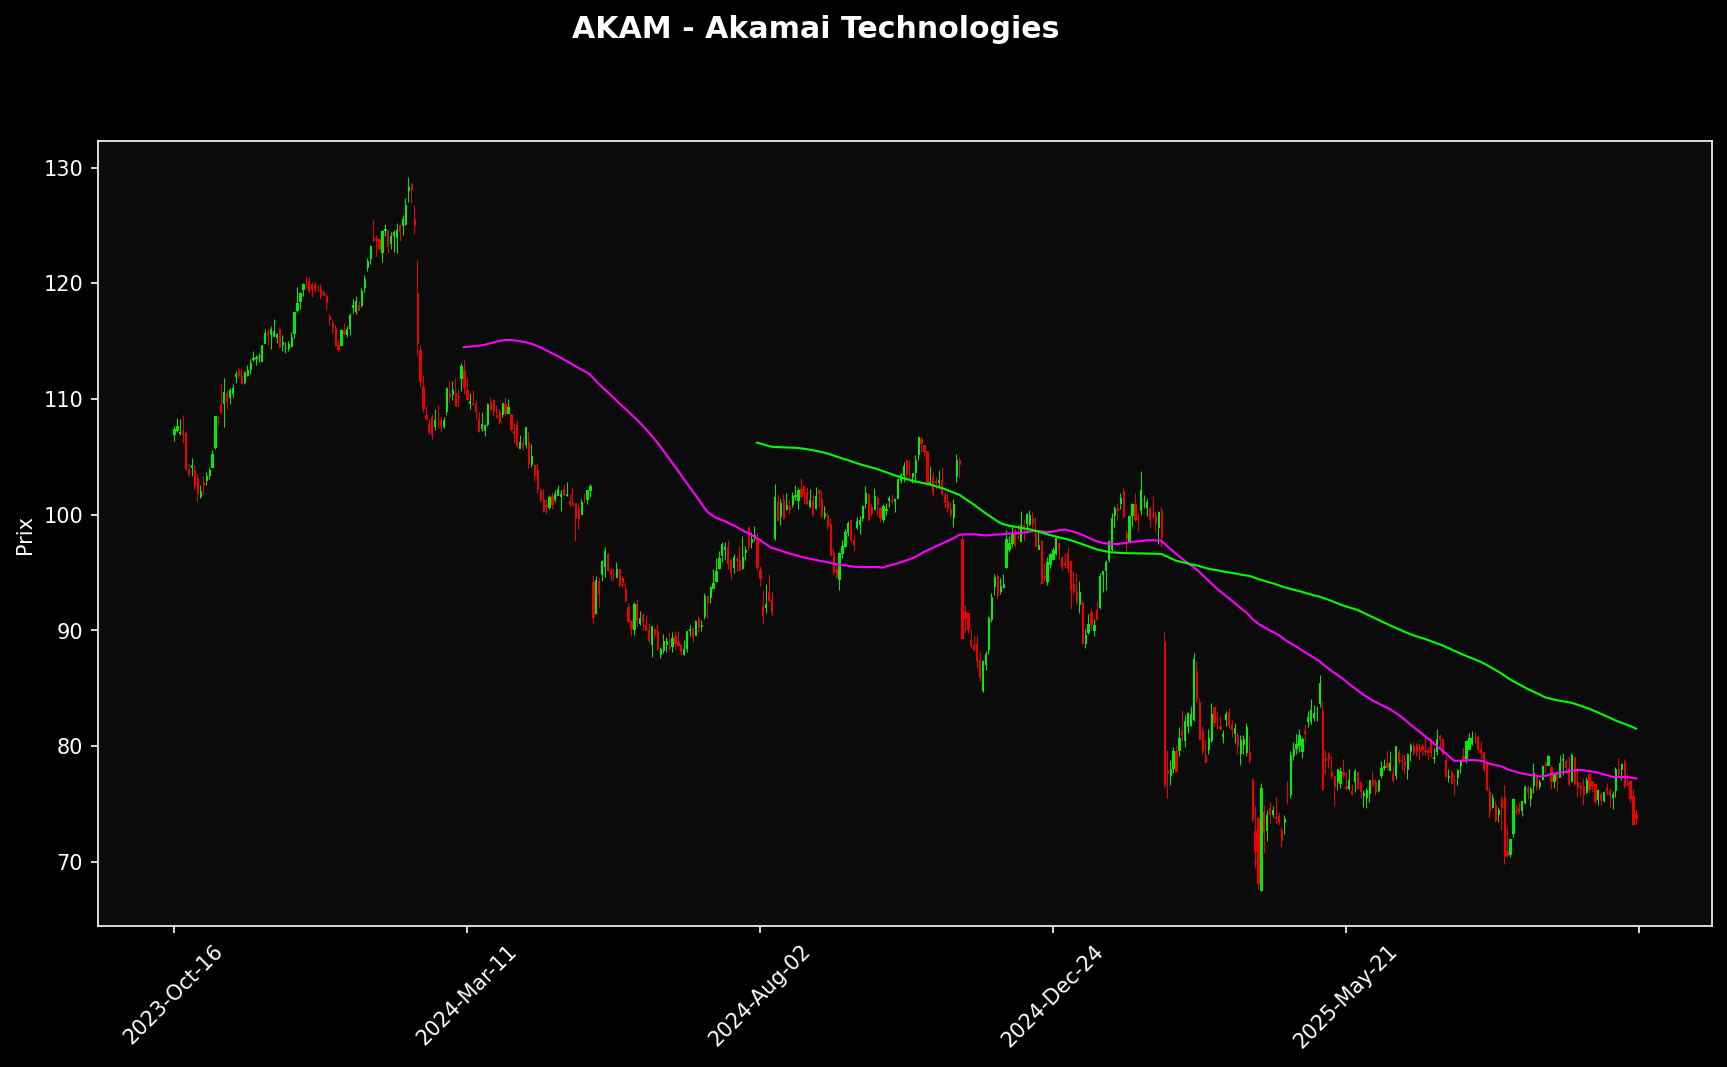 AKAM - Akamai Technologies
130
120
110
100
90
80
70
Prix
2023-Oct-16
2024-Mar-11
2024-Aug-02
2024-Dec-24
2025-May-21